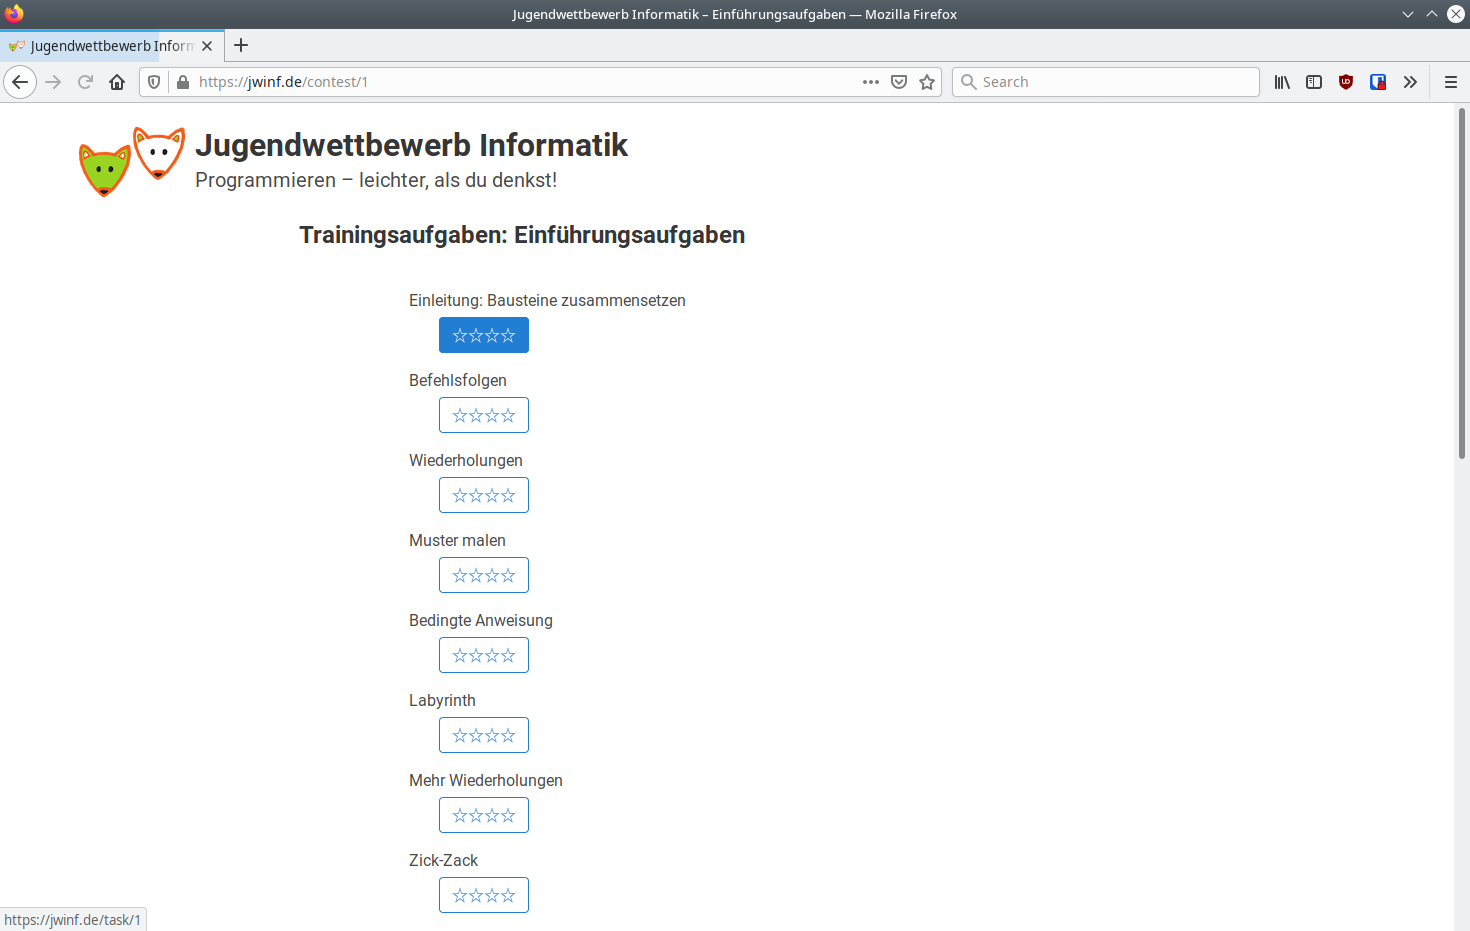 Jugendwettbewerb Informatik – Einführungsaufgaben — Mozilla Firefox
Jugendwettbewerb Inform
https://jwinf.de/contest/1
Search
Jugendwettbewerb Informatik
Programmieren – leichter, als du denkst!
Trainingsaufgaben: Einführungsaufgaben
Einleitung: Bausteine zusammensetzen
☆☆☆☆
Befehlsfolgen
☆☆☆☆
Wiederholungen
☆☆☆☆
Muster malen
☆☆☆☆
Bedingte Anweisung
☆☆☆☆
Labyrinth
☆☆☆☆
Mehr Wiederholungen
☆☆☆☆
Zick-Zack
☆☆☆☆
https://jwinf.de/task/1